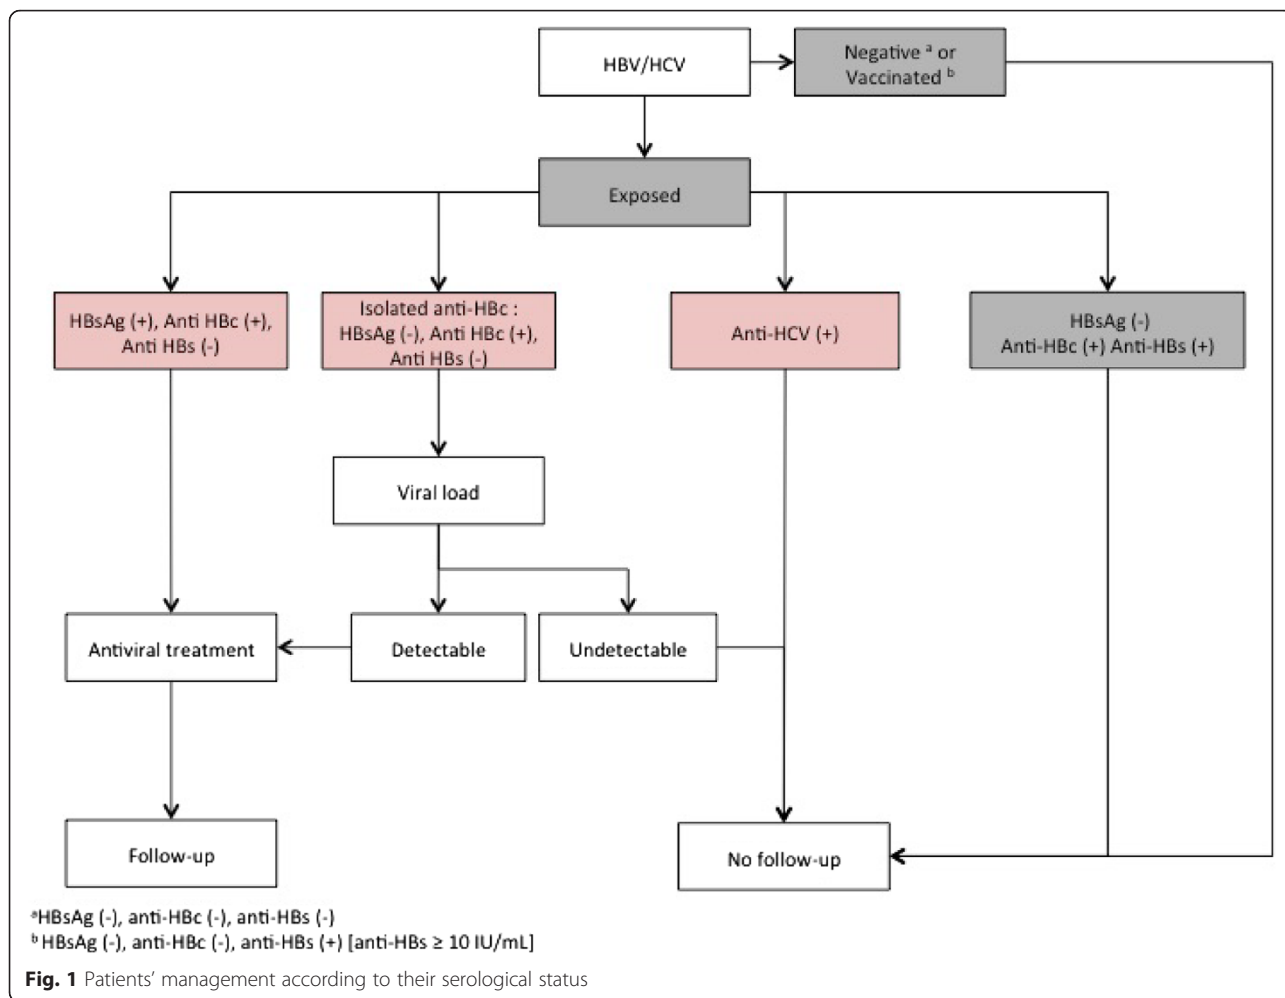 HBV/HCV
Negative ᵃ or
Vaccinated ᵇ
Exposed
HBsAg (+), Anti HBc (+),
Anti HBs (-)
Isolated anti-HBc :
HBsAg (-), Anti HBc (+),
Anti HBs (-)
Anti-HCV (+)
HBsAg (-)
Anti-HBc (+) Anti-HBs (+)
Viral load
Antiviral treatment
Detectable
Undetectable
Follow-up
No follow-up
ᵃHBsAg (-), anti-HBc (-), anti-HBs (-)
ᵇ HBsAg (-), anti-HBc (-), anti-HBs (+) [anti-HBs ≥ 10 IU/mL]
Fig. 1 Patients’ management according to their serological status